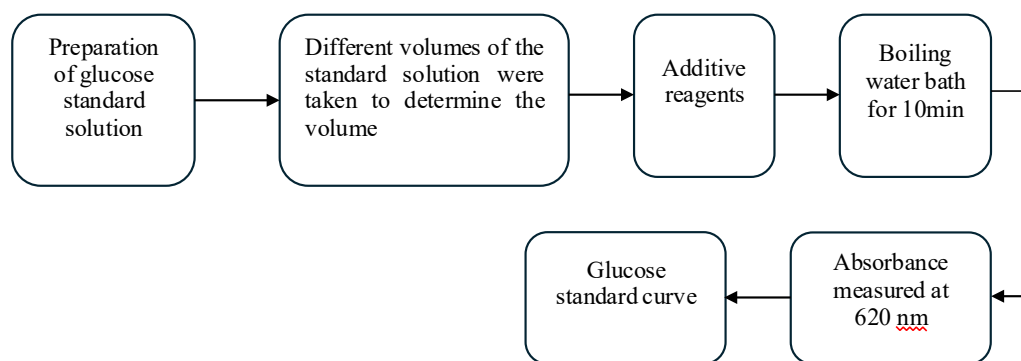 Preparation
of glucose
standard
solution
Different volumes of the
standard solution were
taken to determine the
volume
Additive
reagents
Boiling
water bath
for 10min
Absorbance
measured at
620 nm
Glucose
standard curve